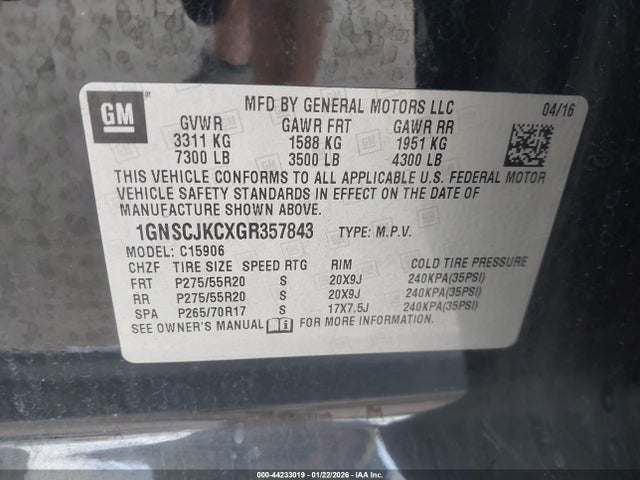 GM ®
MFD BY GENERAL MOTORS LLC 04/16
GVWR GAWR FRT GAWR RR
3311 KG 1588 KG 1951 KG
7300 LB 3500 LB 4300 LB
THIS VEHICLE CONFORMS TO ALL APPLICABLE U.S. FEDERAL MOTOR
VEHICLE SAFETY STANDARDS IN EFFECT ON THE DATE OF
MANUFACTURE SHOWN ABOVE.
1GNSCJKCXGR357843 TYPE: M.P.V.
MODEL: C15906
CHZF TIRE SIZE SPEED RTG RIM COLD TIRE PRESSURE
FRT P275/55R20 S 20X9J 240KPA(35PSI)
RR P275/55R20 S 20X9J 240KPA(35PSI)
SPA P265/70R17 S 17X7.5J 240KPA(35PSI)
SEE OWNER'S MANUAL FOR MORE INFORMATION.
000-44233019 | 01/22/2026 | IAA Inc.